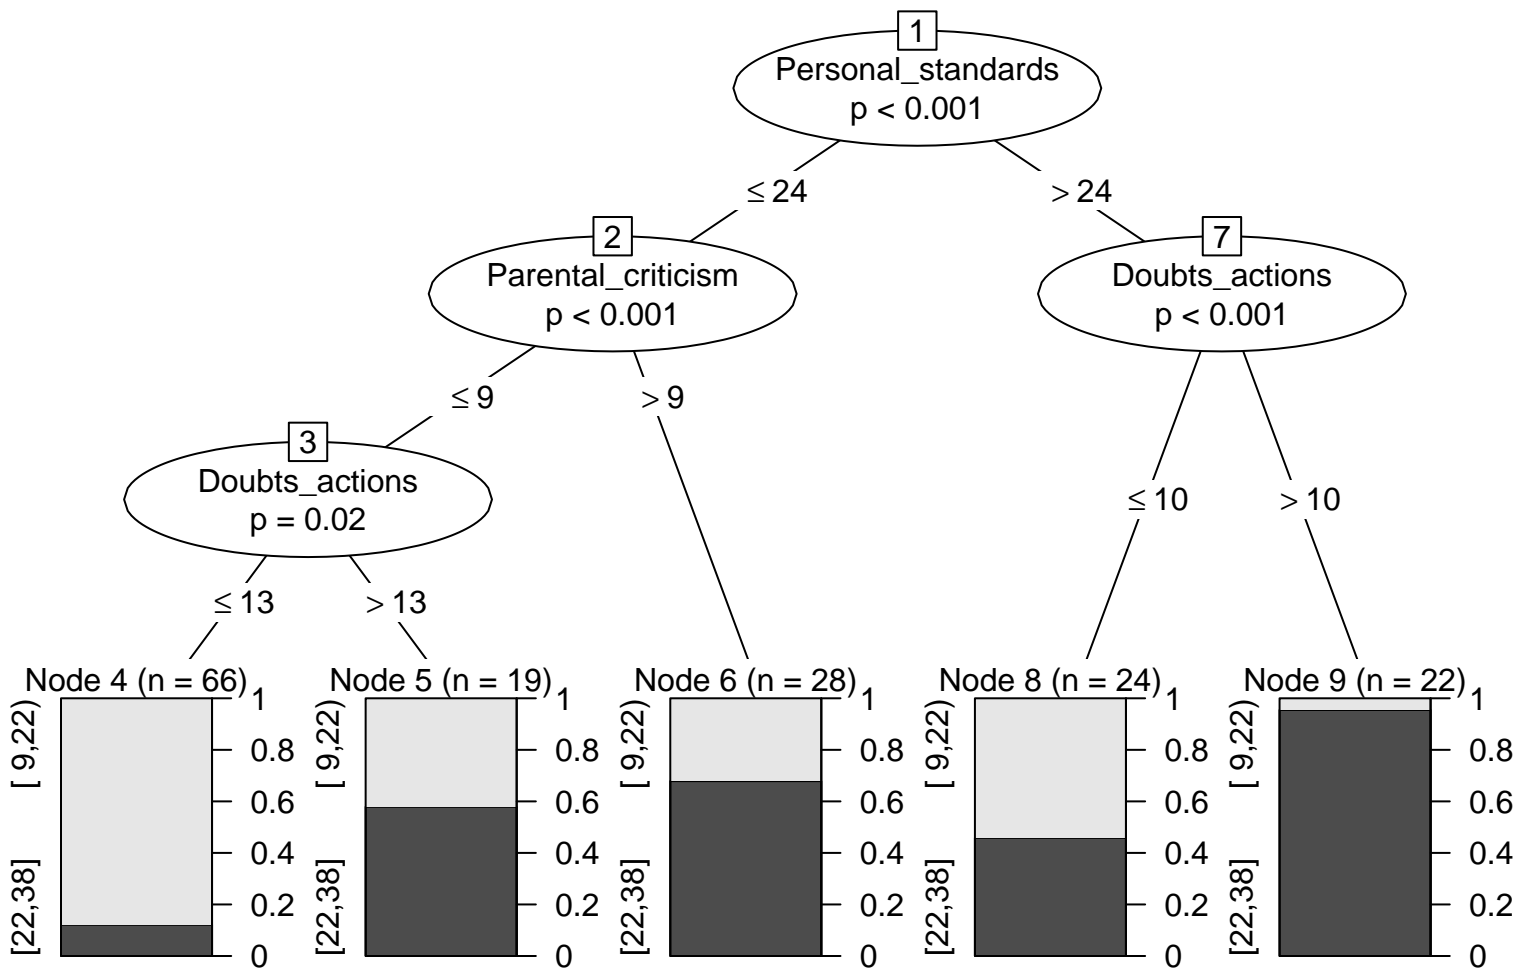 1
Personal_standards
p < 0.001
≤ 24
> 24
2
Parental_criticism
p < 0.001
7
Doubts_actions
p < 0.001
≤ 9
> 9
3
Doubts_actions
p = 0.02
≤ 10
> 10
≤ 13
> 13
Node 4 (n = 66)
[22,38] [ 9,22)
1
0.8
0.6
0.4
0.2
0
Node 5 (n = 19)
[22,38] [ 9,22)
1
0.8
0.6
0.4
0.2
0
Node 6 (n = 28)
[22,38] [ 9,22)
1
0.8
0.6
0.4
0.2
0
Node 8 (n = 24)
[22,38] [ 9,22)
1
0.8
0.6
0.4
0.2
0
Node 9 (n = 22)
[22,38] [ 9,22)
1
0.8
0.6
0.4
0.2
0